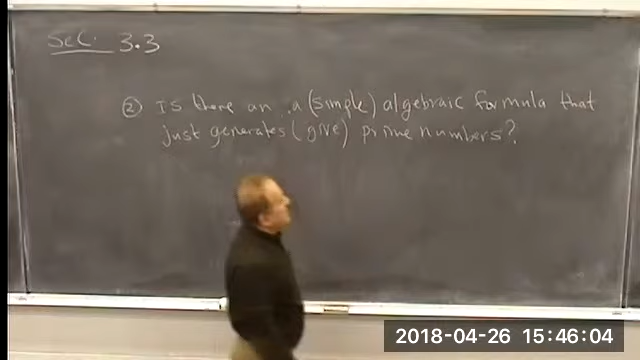 Sec. 3.3
② Is there an a (simple) algebraic formula that
just generates (give) prime numbers?
2018-04-26 15:46:04